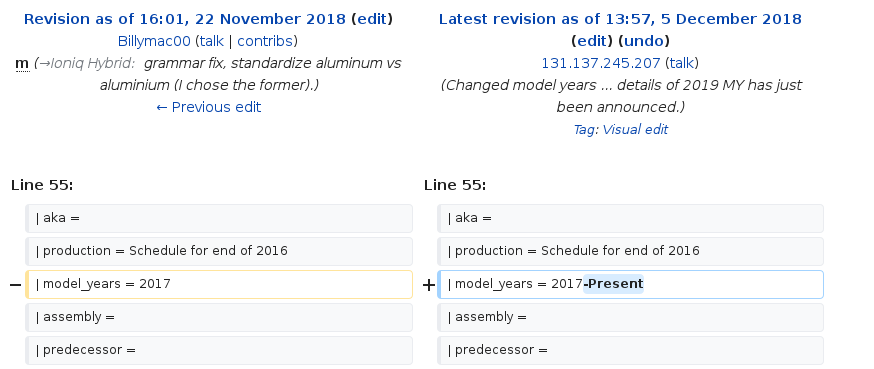 Revision as of 16:01, 22 November 2018 (edit)
Billymac00 (talk | contribs)
m (→Ioniq Hybrid: grammar fix, standardize aluminum vs
aluminium (I chose the former).)
← Previous edit
Latest revision as of 13:57, 5 December 2018
(edit) (undo)
131.137.245.207 (talk)
(Changed model years ... details of 2019 MY has just
been announced.)
Tag: Visual edit
Line 55:
| aka =
| production = Schedule for end of 2016
− | model_years = 2017
| assembly =
| predecessor =
Line 55:
| aka =
| production = Schedule for end of 2016
+ | model_years = 2017-Present
| assembly =
| predecessor =